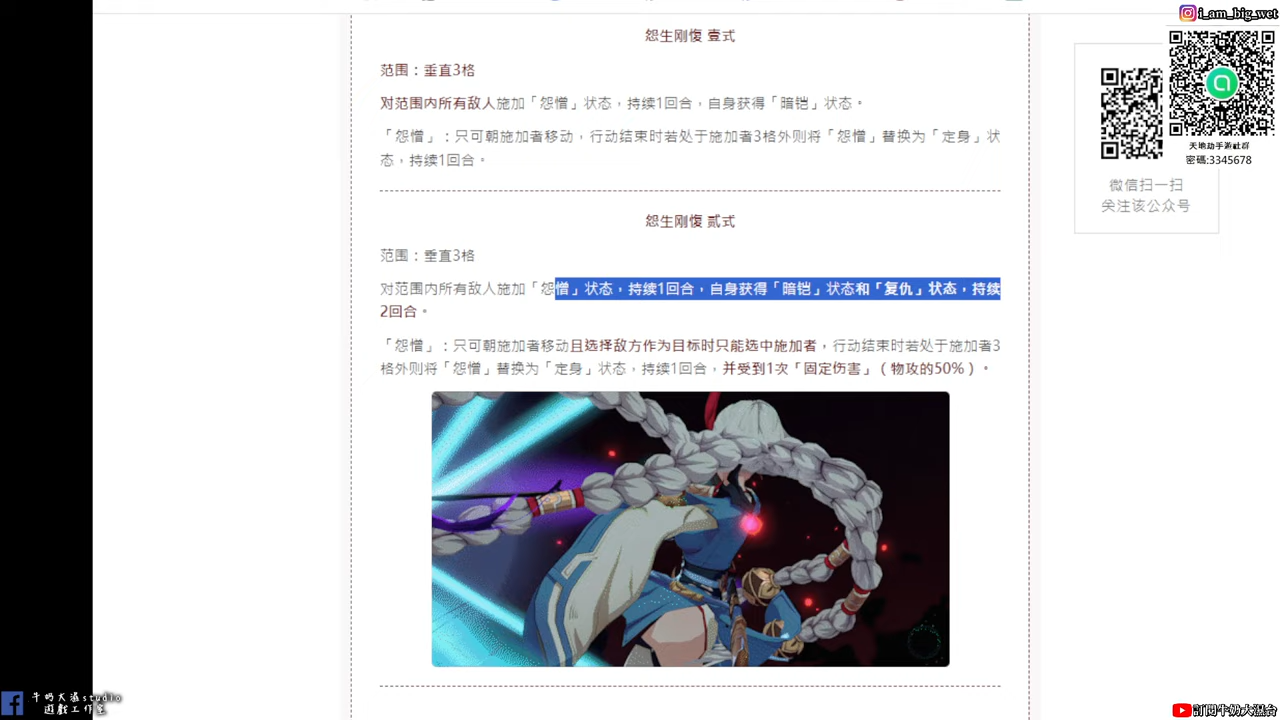 i_am_big_wet
怨生刚愎 壹式
范围：垂直3格
对范围内所有敌人施加「怨憎」状态，持续1回合，自身获得「暗铠」状态。
「怨憎」：只可朝施加者移动，行动结束时若处于施加者3格外则将「怨憎」替换为「定身」状
态，持续1回合。
天地劫手遊社群
密碼:3345678
微信扫一扫
关注该公众号
怨生刚愎 贰式
范围：垂直3格
对范围内所有敌人施加「怨憎」状态，持续1回合，自身获得「暗铠」状态和「复仇」状态，持续
2回合。
「怨憎」：只可朝施加者移动且选择敌方作为目标时只能选中施加者，行动结束时若处于施加者3
格外则将「怨憎」替换为「定身」状态，持续1回合，并受到1次「固定伤害」（物攻的50%）。
牛奶大濕studio
遊戲工作室
訂閱牛奶大濕台